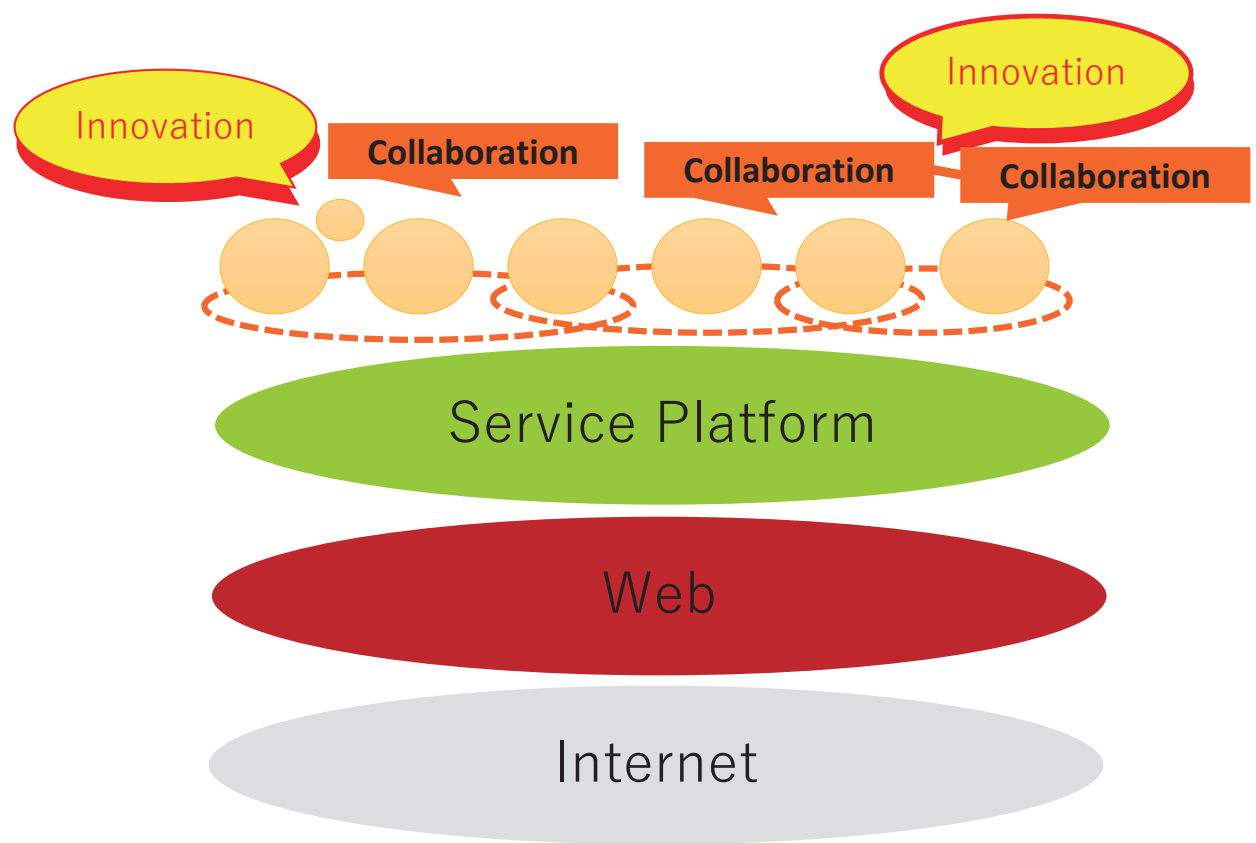 Innovation
Innovation
Collaboration
Collaboration
Collaboration
Service Platform
Web
Internet